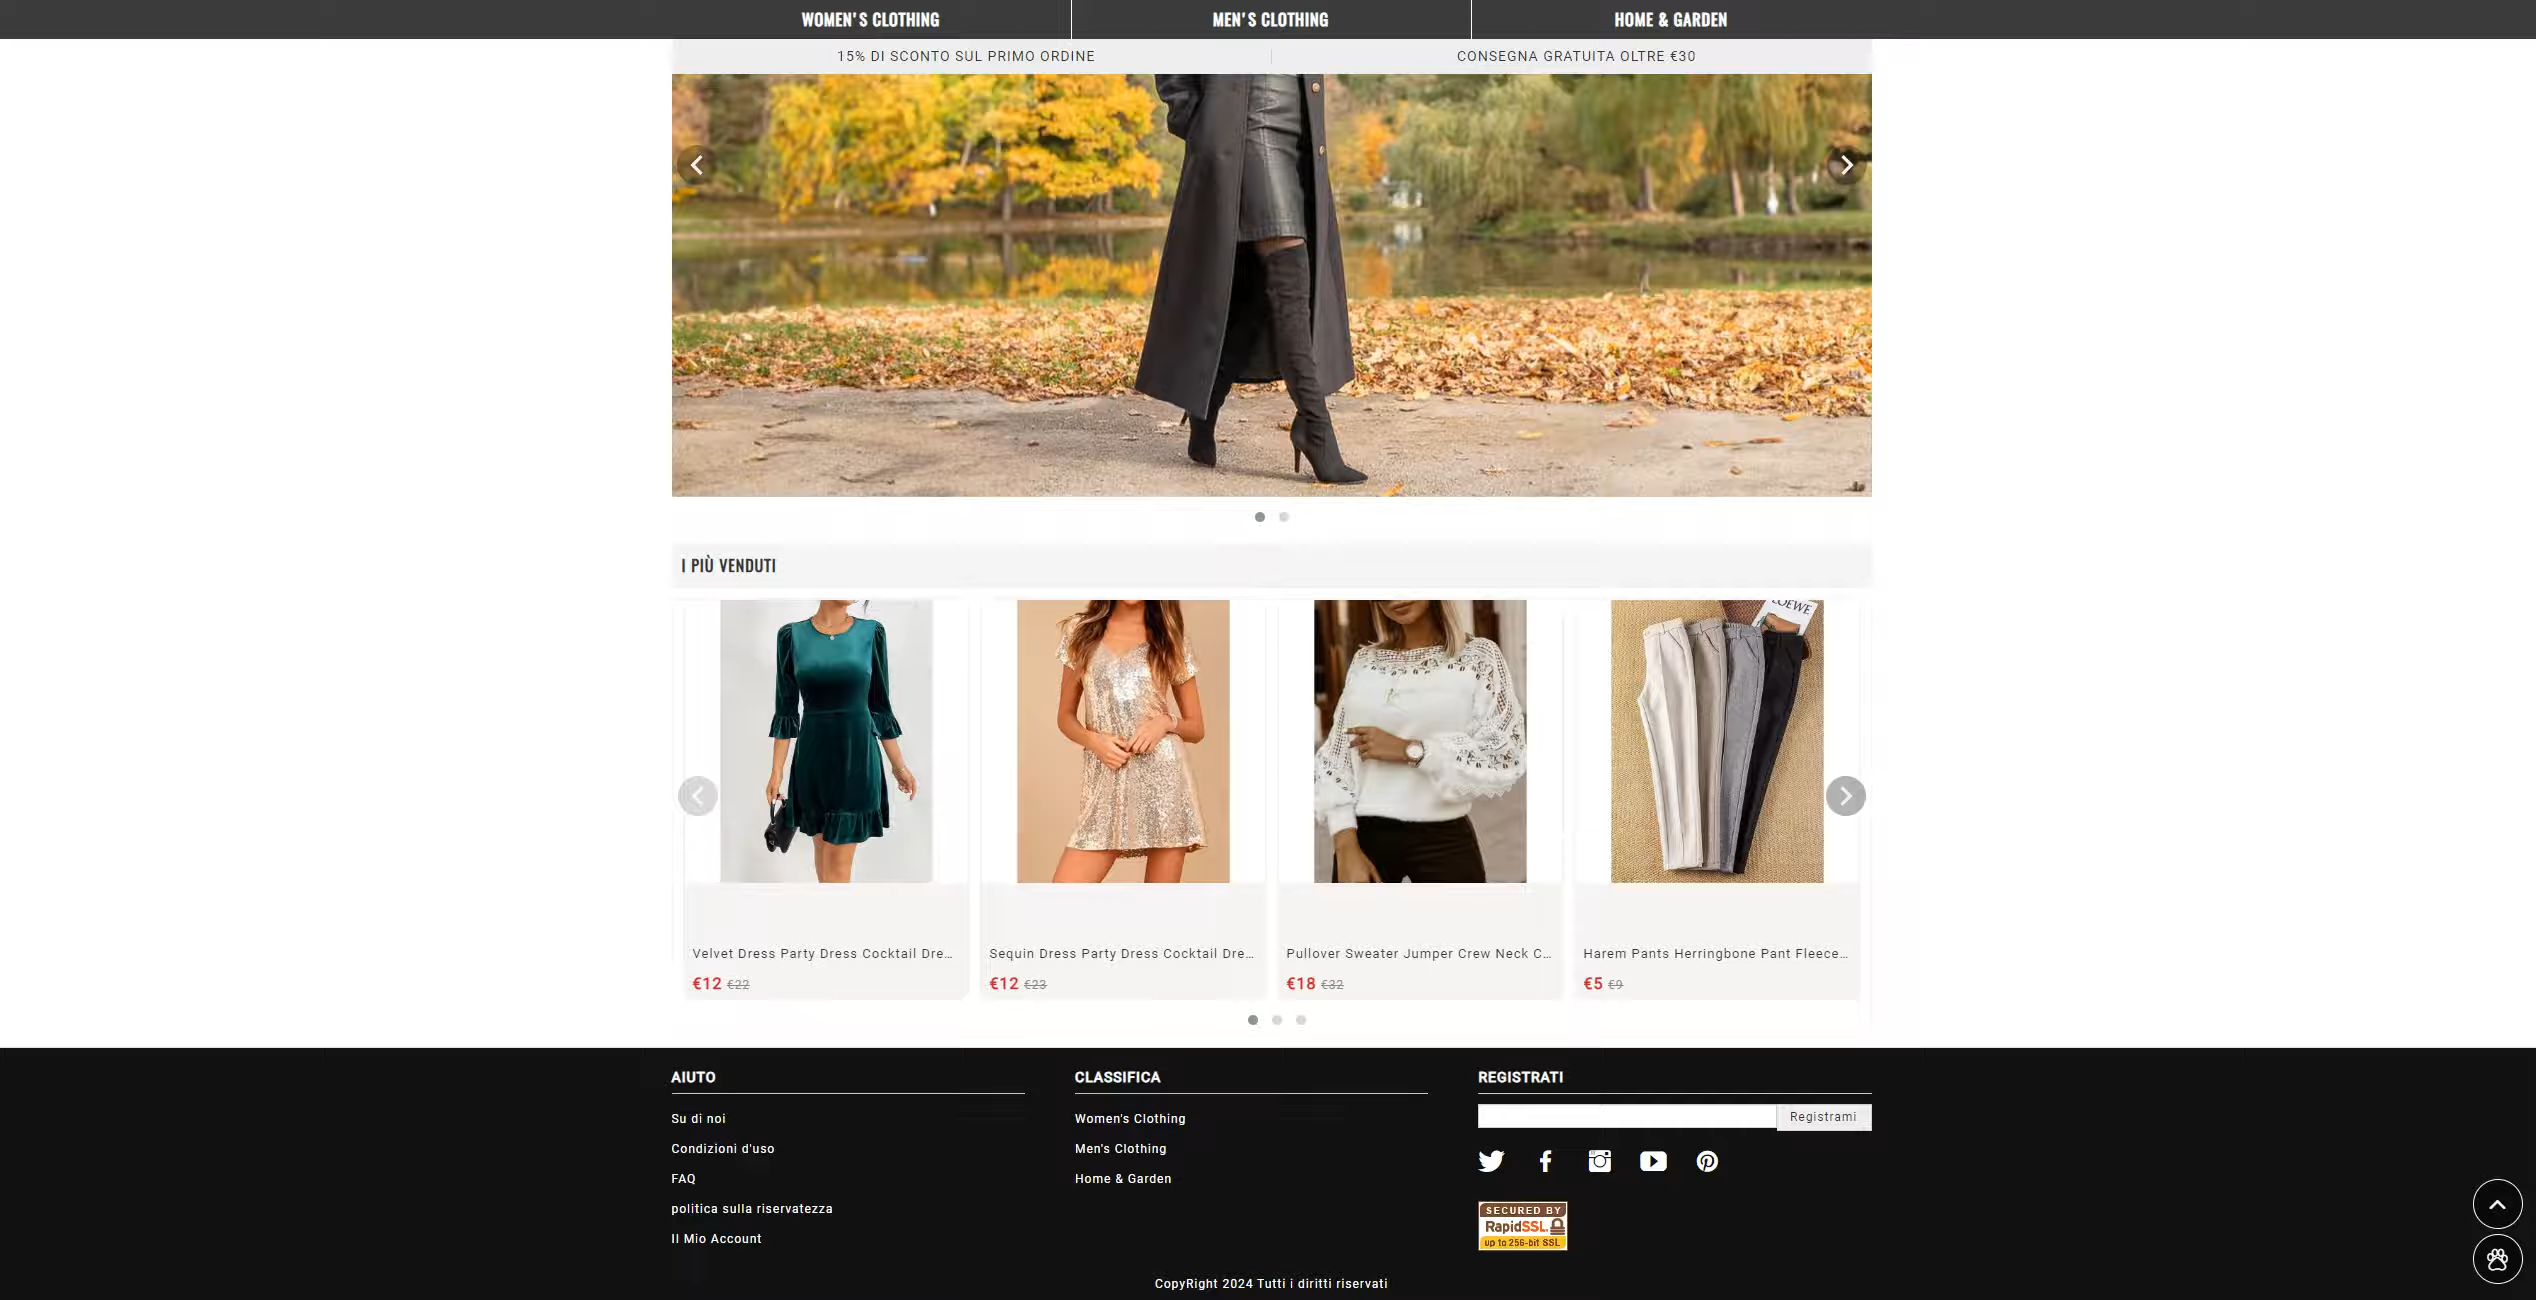 WOMEN'S CLOTHING
MEN'S CLOTHING
HOME & GARDEN
15% DI SCONTO SUL PRIMO ORDINE
CONSEGNA GRATUITA OLTRE €30
I PIÙ VENDUTI
LOEWE
Velvet Dress Party Dress Cocktail Dre...
€12 €22
Sequin Dress Party Dress Cocktail Dre...
€12 €23
Pullover Sweater Jumper Crew Neck C...
€18 €32
Harem Pants Herringbone Pant Fleece...
€5 €9
AIUTO
Su di noi
Condizioni d'uso
FAQ
politica sulla riservatezza
Il Mio Account
CLASSIFICA
Women's Clothing
Men's Clothing
Home & Garden
REGISTRATI
Registrami
SECURED BY
RapidSSL
up to 256-bit SSL
CopyRight 2024 Tutti i diritti riservati